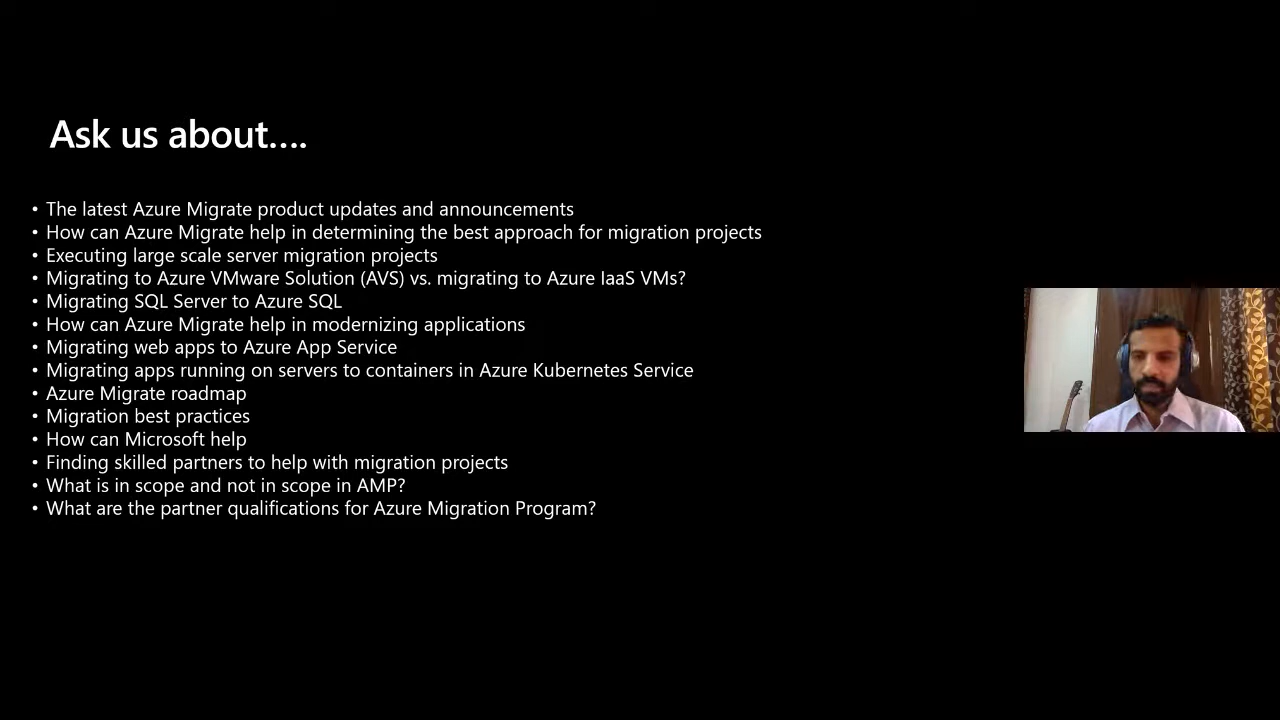 Ask us about....
• The latest Azure Migrate product updates and announcements
• How can Azure Migrate help in determining the best approach for migration projects
• Executing large scale server migration projects
• Migrating to Azure VMware Solution (AVS) vs. migrating to Azure IaaS VMs?
• Migrating SQL Server to Azure SQL
• How can Azure Migrate help in modernizing applications
• Migrating web apps to Azure App Service
• Migrating apps running on servers to containers in Azure Kubernetes Service
• Azure Migrate roadmap
• Migration best practices
• How can Microsoft help
• Finding skilled partners to help with migration projects
• What is in scope and not in scope in AMP?
• What are the partner qualifications for Azure Migration Program?